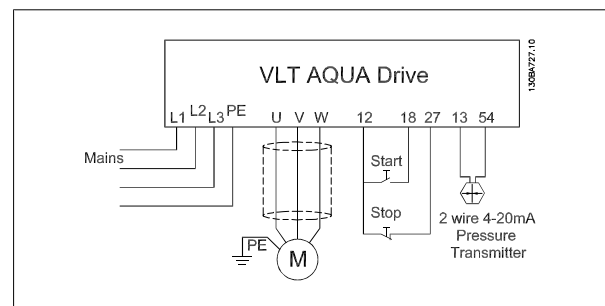 VLT AQUA Drive
130BA727.10
L1 L2 L3 PE U V W 12 18 27 13 54
Mains
Start
Stop
PE
M
2 wire 4-20mA
Pressure
Transmitter